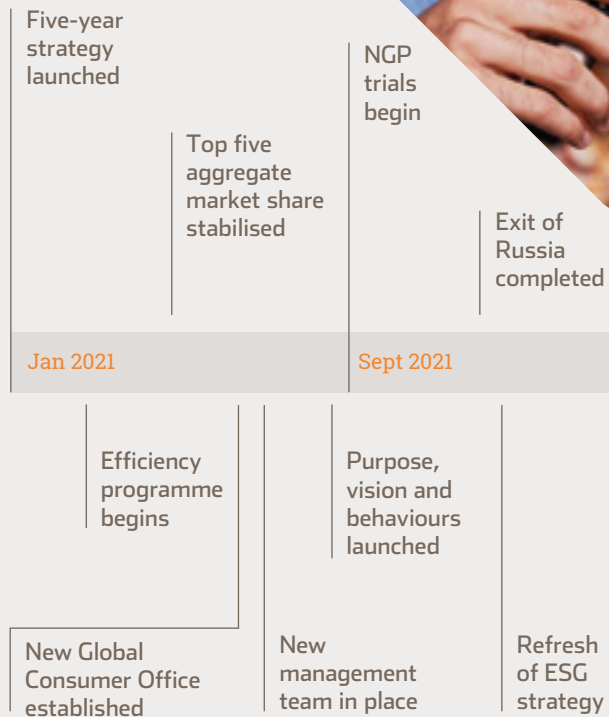 Five-year
strategy
launched
NGP
trials
begin
Top five
aggregate
market share
stabilised
Exit of
Russia
completed
Jan 2021
Sept 2021
Efficiency
programme
begins
Purpose,
vision and
behaviours
launched
New Global
Consumer Office
established
New
management
team in place
Refresh
of ESG
strategy